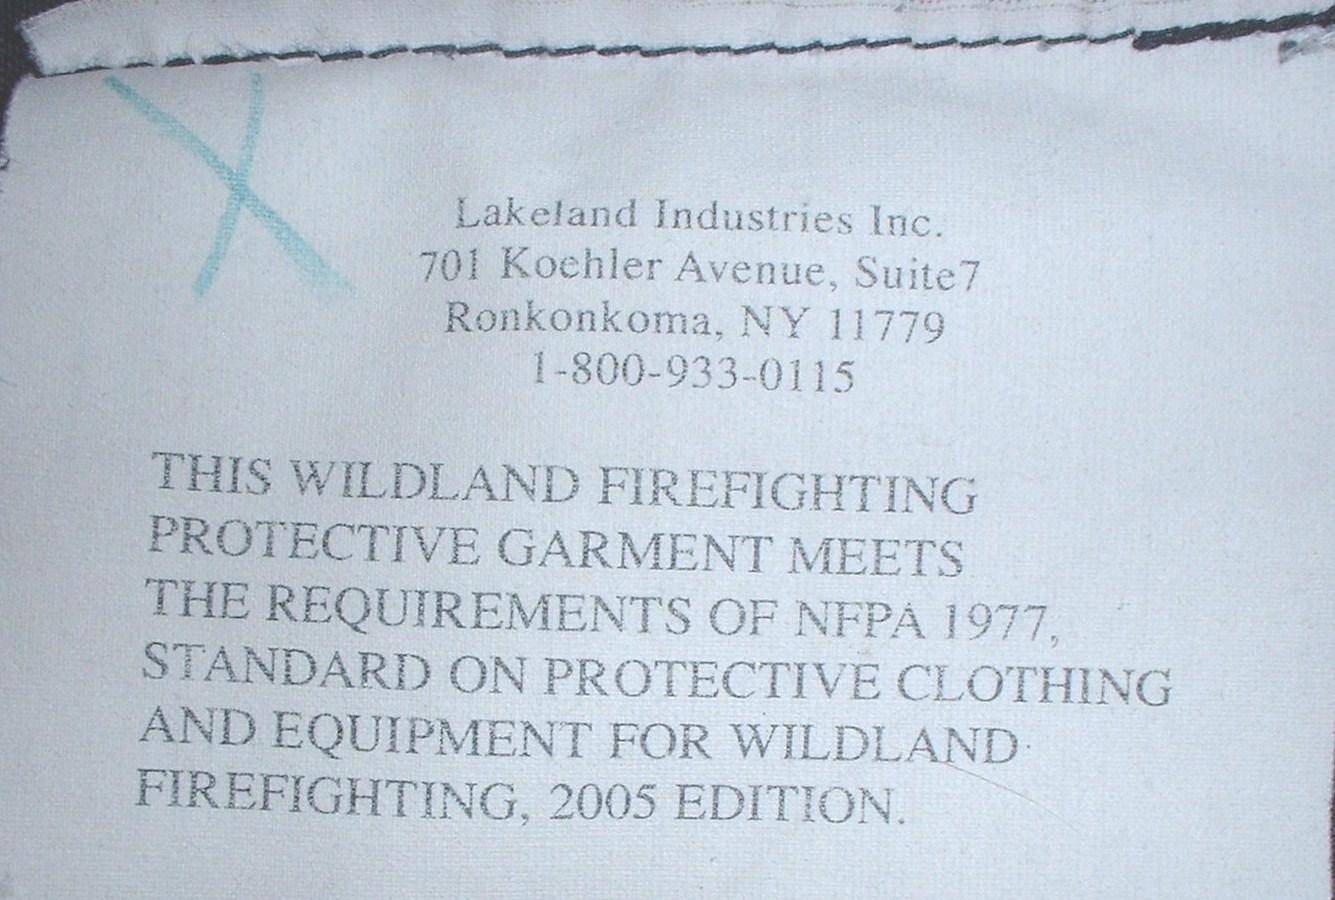 Lakeland Industries Inc.
701 Koehler Avenue, Suite7
Ronkonkoma, NY 11779
1-800-933-0115
THIS WILDLAND FIREFIGHTING
PROTECTIVE GARMENT MEETS
THE REQUIREMENTS OF NFPA 1977,
STANDARD ON PROTECTIVE CLOTHING
AND EQUIPMENT FOR WILDLAND
FIREFIGHTING, 2005 EDITION.